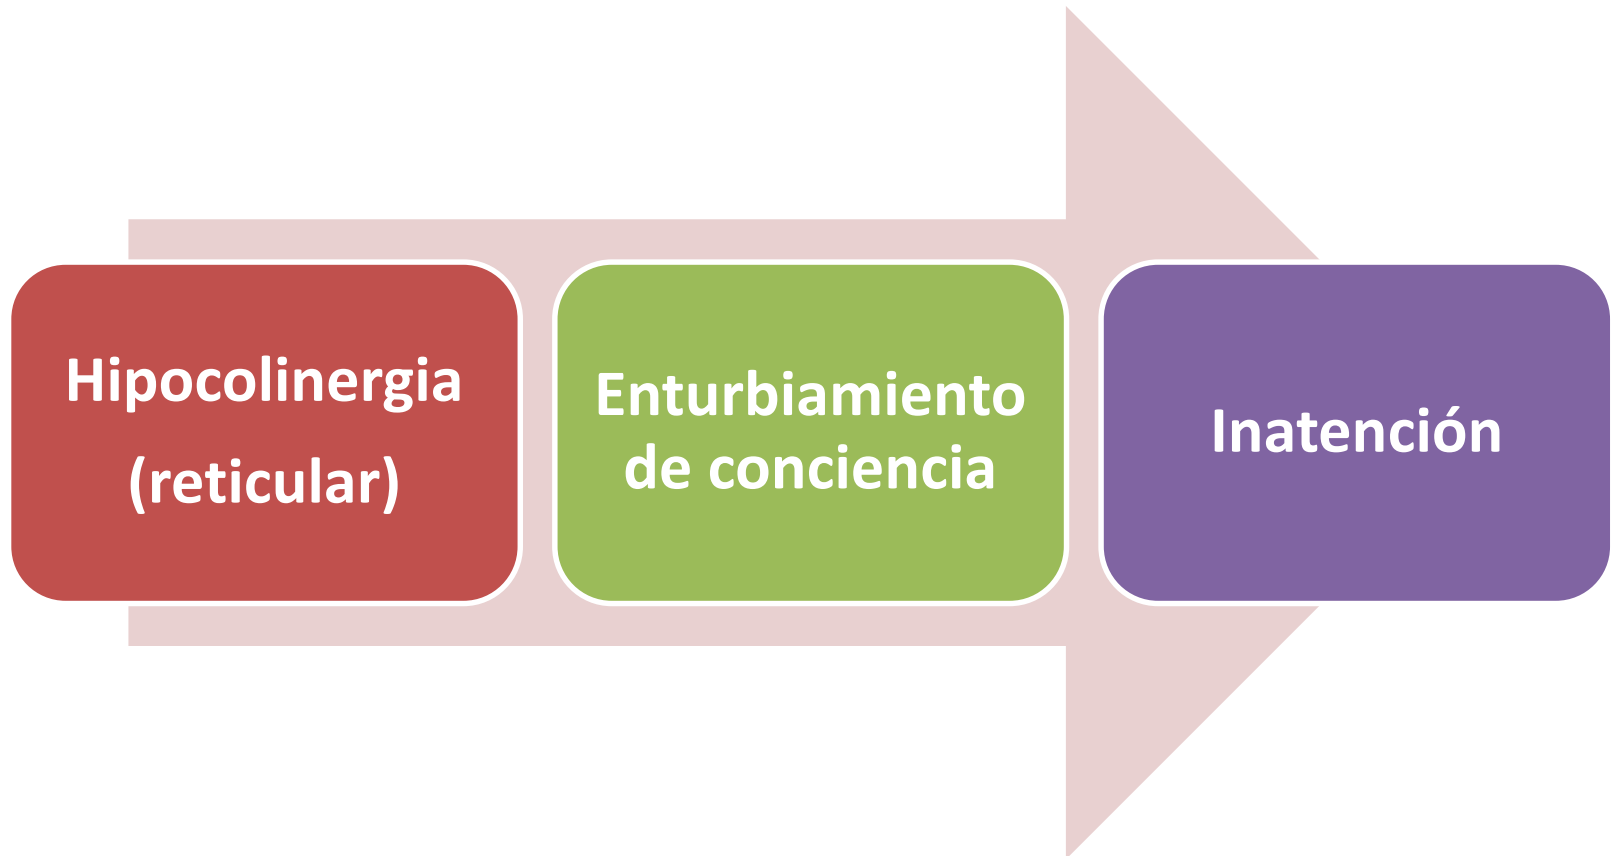 Hipocolinergia
(reticular)
Enturbiamiento
de conciencia
Inatención